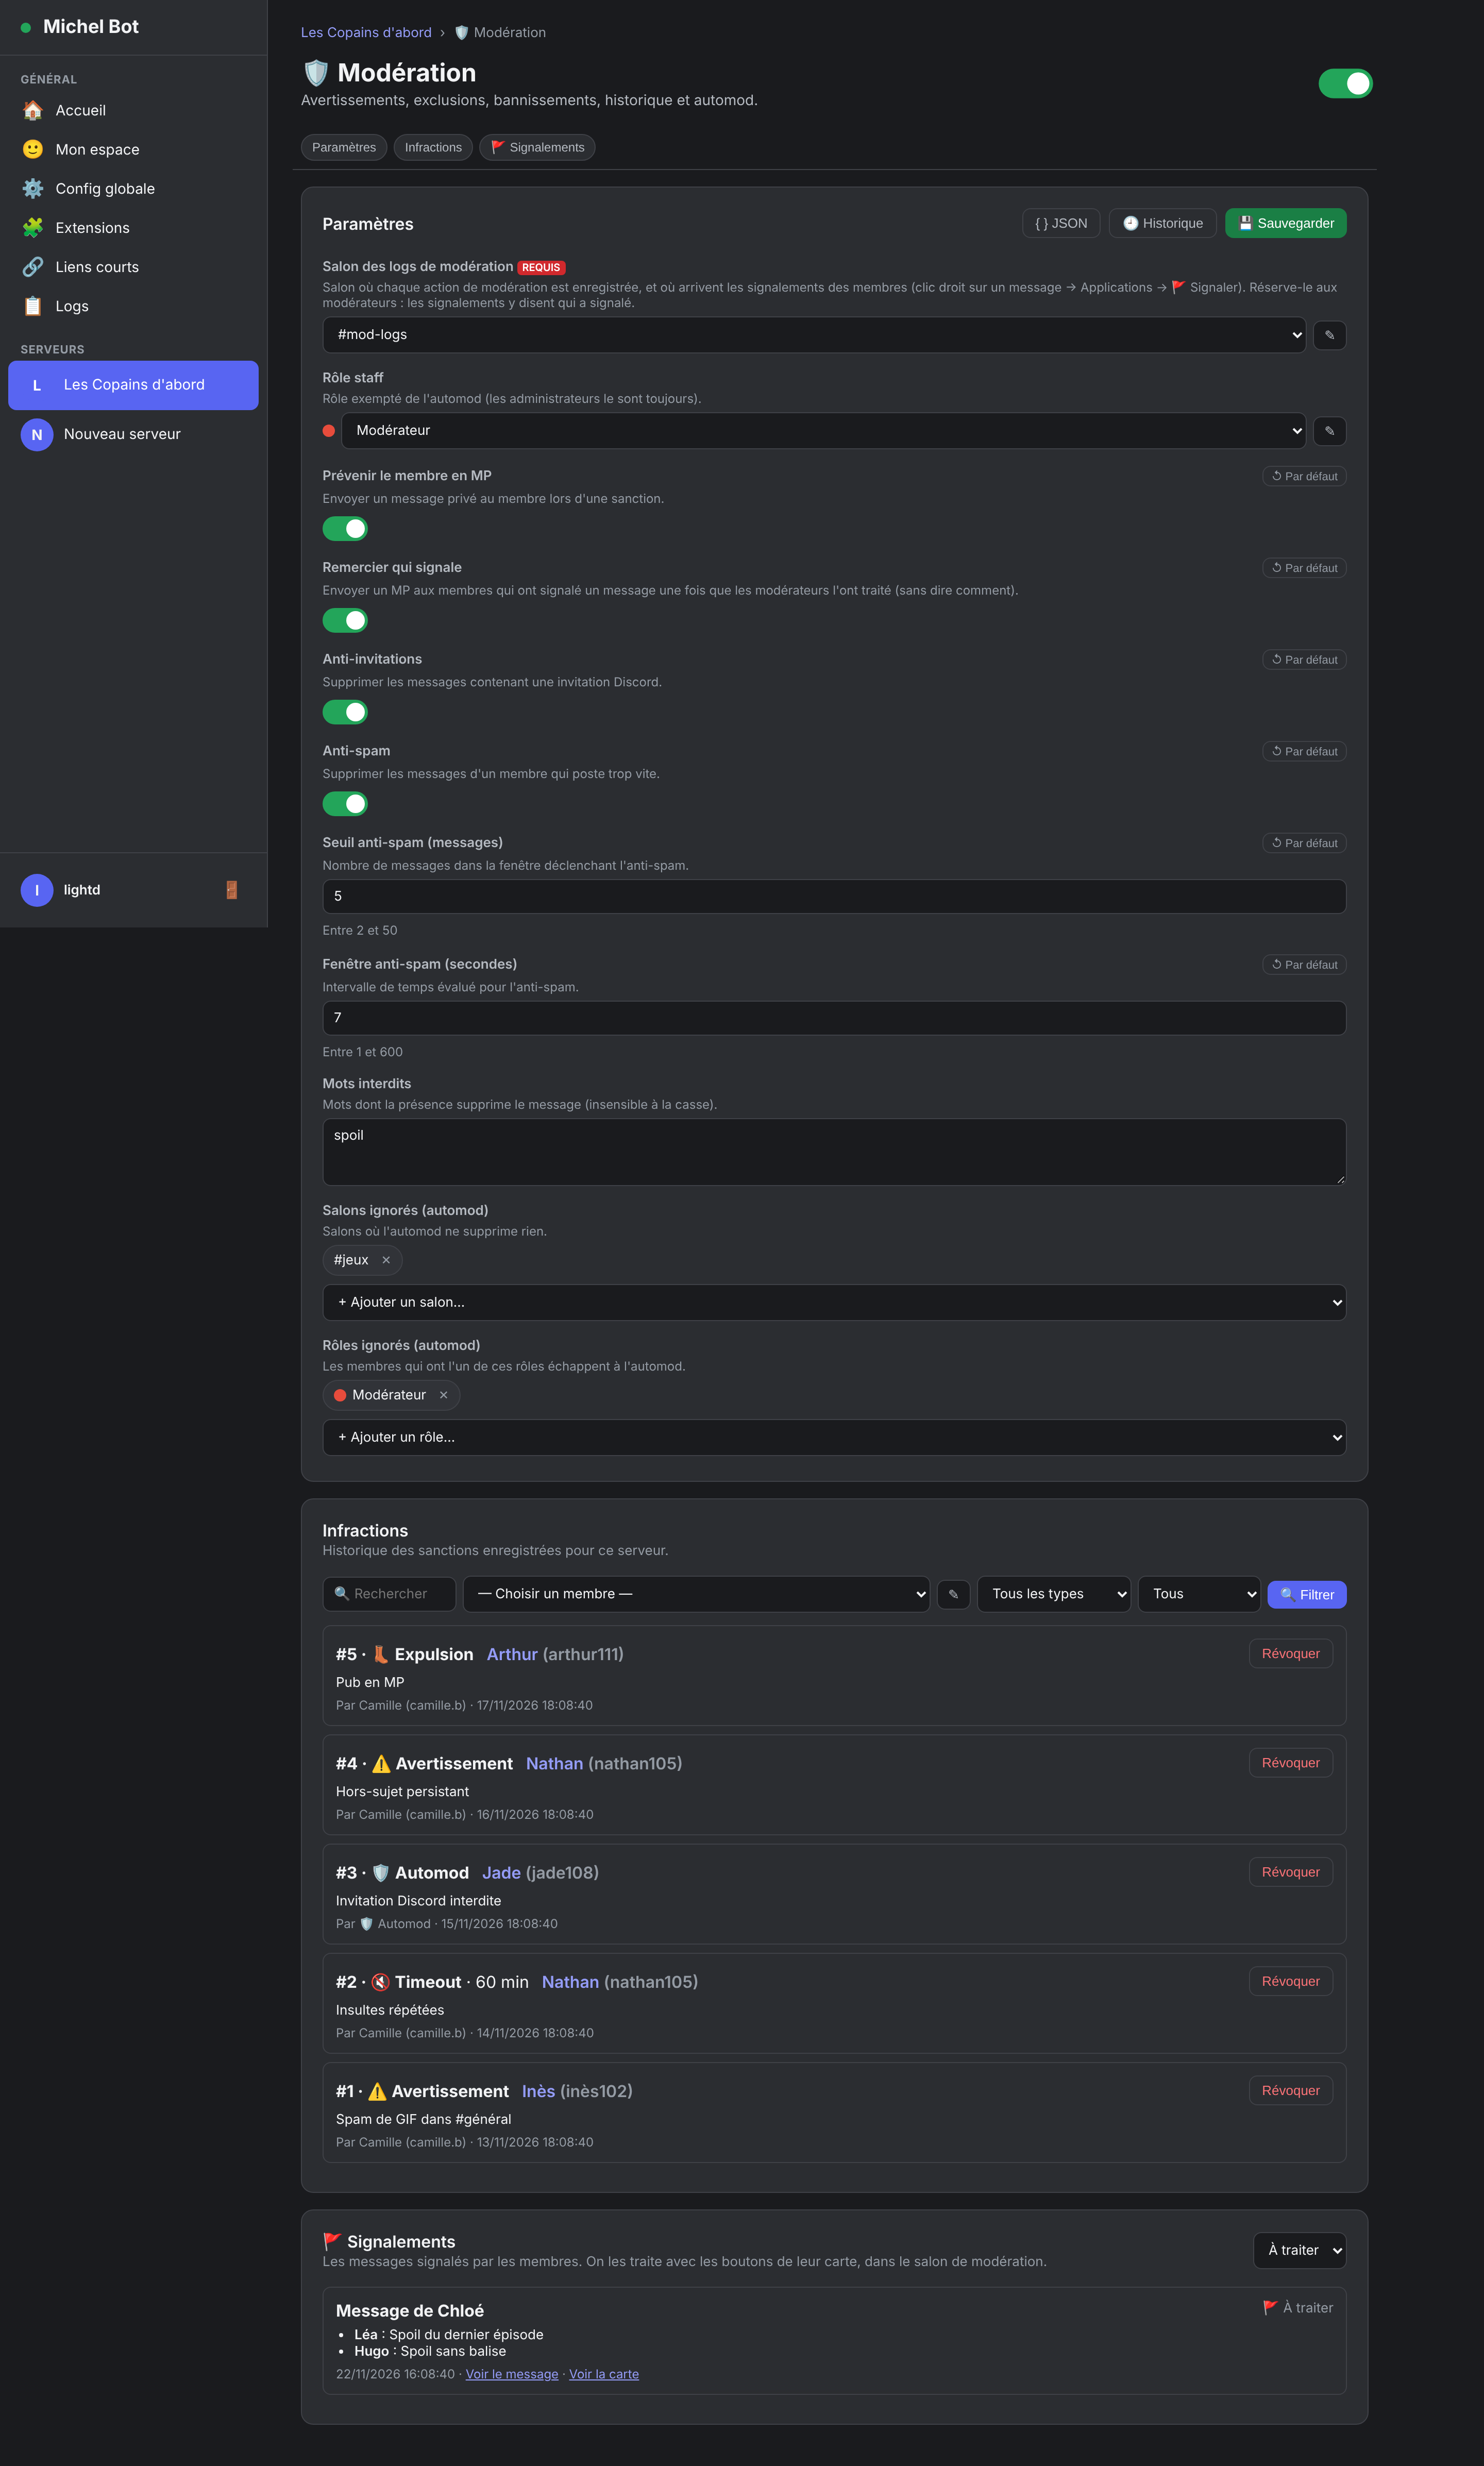 Michel Bot
GÉNÉRAL
🏠 Accueil
🙂 Mon espace
⚙️ Config globale
🧩 Extensions
🔗 Liens courts
📋 Logs
SERVEURS
L Les Copains d'abord
N Nouveau serveur
l lightd
Les Copains d'abord › 🛡️ Modération
🛡️ Modération
Avertissements, exclusions, bannissements, historique et automod.
Paramètres Infractions 🚩 Signalements
Paramètres { } JSON 🕘 Historique 💾 Sauvegarder
Salon des logs de modération REQUIS
Salon où chaque action de modération est enregistrée, et où arrivent les signalements des membres (clic droit sur un message → Applications → 🚩 Signaler). Réserve-le aux
modérateurs : les signalements y disent qui a signalé.
#mod-logs ✎
Rôle staff
Rôle exempté de l'automod (les administrateurs le sont toujours).
Modérateur ✎
Prévenir le membre en MP ↺ Par défaut
Envoyer un message privé au membre lors d'une sanction.
Remercier qui signale ↺ Par défaut
Envoyer un MP aux membres qui ont signalé un message une fois que les modérateurs l'ont traité (sans dire comment).
Anti-invitations ↺ Par défaut
Supprimer les messages contenant une invitation Discord.
Anti-spam ↺ Par défaut
Supprimer les messages d'un membre qui poste trop vite.
Seuil anti-spam (messages) ↺ Par défaut
Nombre de messages dans la fenêtre déclenchant l'anti-spam.
5
Entre 2 et 50
Fenêtre anti-spam (secondes) ↺ Par défaut
Intervalle de temps évalué pour l'anti-spam.
7
Entre 1 et 600
Mots interdits
Mots dont la présence supprime le message (insensible à la casse).
spoil
Salons ignorés (automod)
Salons où l'automod ne supprime rien.
#jeux ✕
+ Ajouter un salon…
Rôles ignorés (automod)
Les membres qui ont l'un de ces rôles échappent à l'automod.
Modérateur ✕
+ Ajouter un rôle…
Infractions
Historique des sanctions enregistrées pour ce serveur.
🔍 Rechercher — Choisir un membre — ✎ Tous les types Tous 🔍 Filtrer
#5 · 👢 Expulsion Arthur (arthur111) Révoquer
Pub en MP
Par Camille (camille.b) · 17/11/2026 18:08:40
#4 · ⚠️ Avertissement Nathan (nathan105) Révoquer
Hors-sujet persistant
Par Camille (camille.b) · 16/11/2026 18:08:40
#3 · 🛡️ Automod Jade (jade108) Révoquer
Invitation Discord interdite
Par 🛡️ Automod · 15/11/2026 18:08:40
#2 · 🔇 Timeout · 60 min Nathan (nathan105) Révoquer
Insultes répétées
Par Camille (camille.b) · 14/11/2026 18:08:40
#1 · ⚠️ Avertissement Inès (inès102) Révoquer
Spam de GIF dans #général
Par Camille (camille.b) · 13/11/2026 18:08:40
🚩 Signalements À traiter
Les messages signalés par les membres. On les traite avec les boutons de leur carte, dans le salon de modération.
Message de Chloé 🚩 À traiter
• Léa : Spoil du dernier épisode
• Hugo : Spoil sans balise
22/11/2026 16:08:40 · Voir le message · Voir la carte